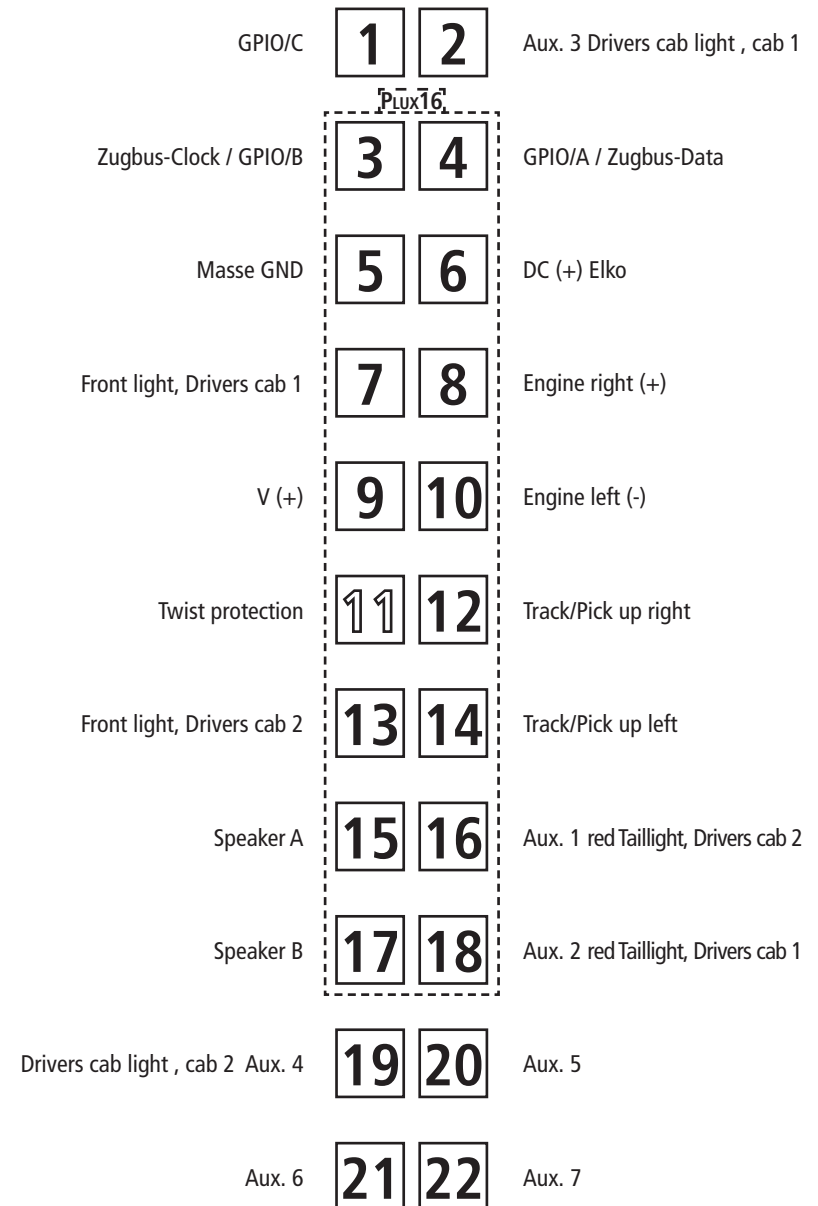 GPIO/C 1 2 Aux. 3 Drivers cab light , cab 1
PLUX16
Zugbus-Clock / GPIO/B 3 4 GPIO/A / Zugbus-Data
Masse GND 5 6 DC (+) Elko
Front light, Drivers cab 1 7 8 Engine right (+)
V (+) 9 10 Engine left (-)
Twist protection 11 12 Track/Pick up right
Front light, Drivers cab 2 13 14 Track/Pick up left
Speaker A 15 16 Aux. 1 red Taillight, Drivers cab 2
Speaker B 17 18 Aux. 2 red Taillight, Drivers cab 1
Drivers cab light , cab 2 Aux. 4 19 20 Aux. 5
Aux. 6 21 22 Aux. 7